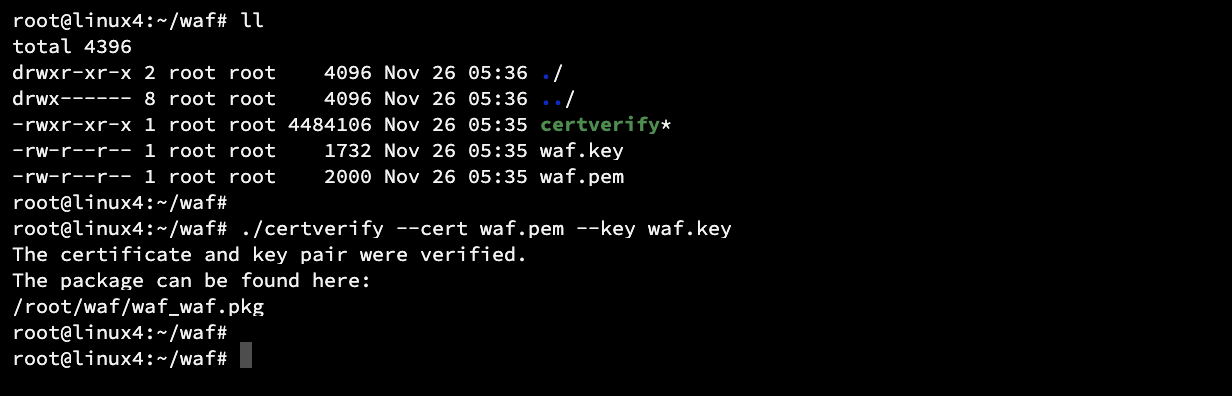 root@linux4:~/waf# ll
total 4396
drwxr-xr-x 2 root root    4096 Nov 26 05:36 ./
drwx------ 8 root root    4096 Nov 26 05:36 ../
-rwxr-xr-x 1 root root 4484106 Nov 26 05:35 certverify*
-rw-r--r-- 1 root root    1732 Nov 26 05:35 waf.key
-rw-r--r-- 1 root root    2000 Nov 26 05:35 waf.pem
root@linux4:~/waf#
root@linux4:~/waf# ./certverify --cert waf.pem --key waf.key
The certificate and key pair were verified.
The package can be found here:
/root/waf/waf_waf.pkg
root@linux4:~/waf#
root@linux4:~/waf#